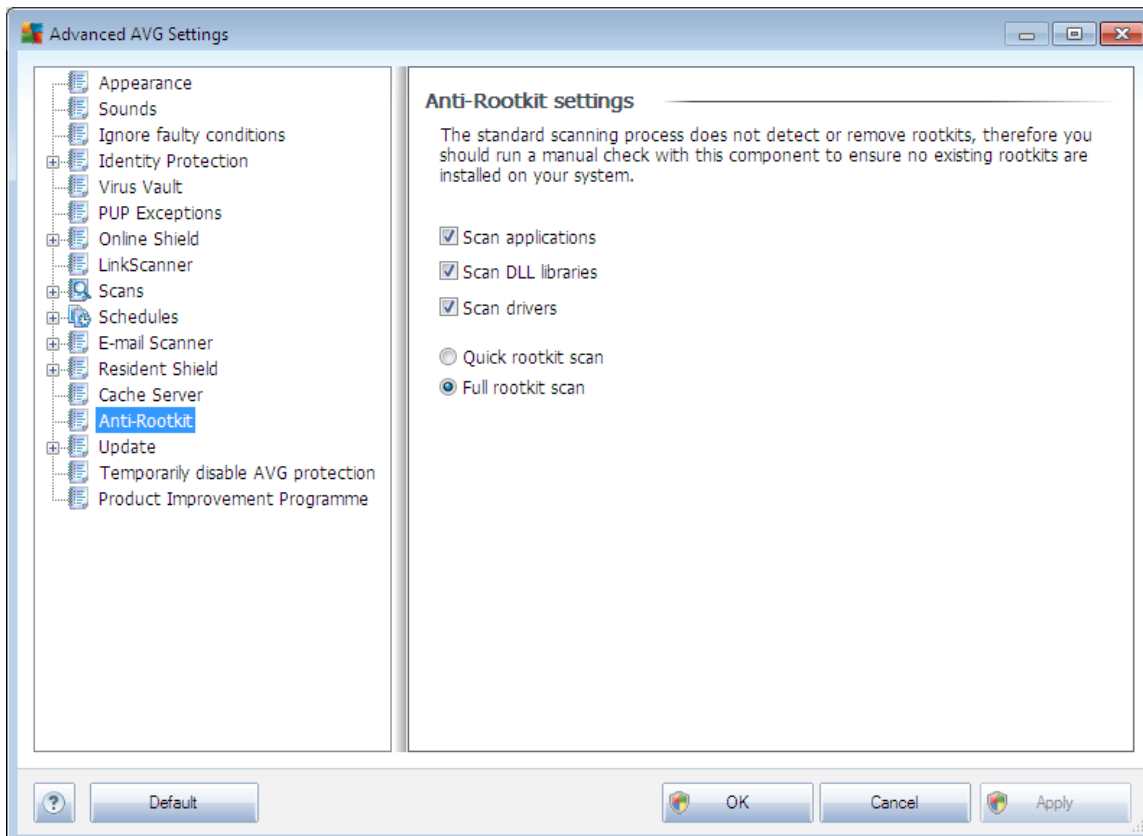 Advanced AVG Settings
Appearance
Sounds
Ignore faulty conditions
Identity Protection
Virus Vault
PUP Exceptions
Online Shield
LinkScanner
Scans
Schedules
E-mail Scanner
Resident Shield
Cache Server
Anti-Rootkit
Update
Temporarily disable AVG protection
Product Improvement Programme
Anti-Rootkit settings
The standard scanning process does not detect or remove rootkits, therefore you
should run a manual check with this component to ensure no existing rootkits are
installed on your system.
Scan applications
Scan DLL libraries
Scan drivers
Quick rootkit scan
Full rootkit scan
?
Default
OK
Cancel
Apply